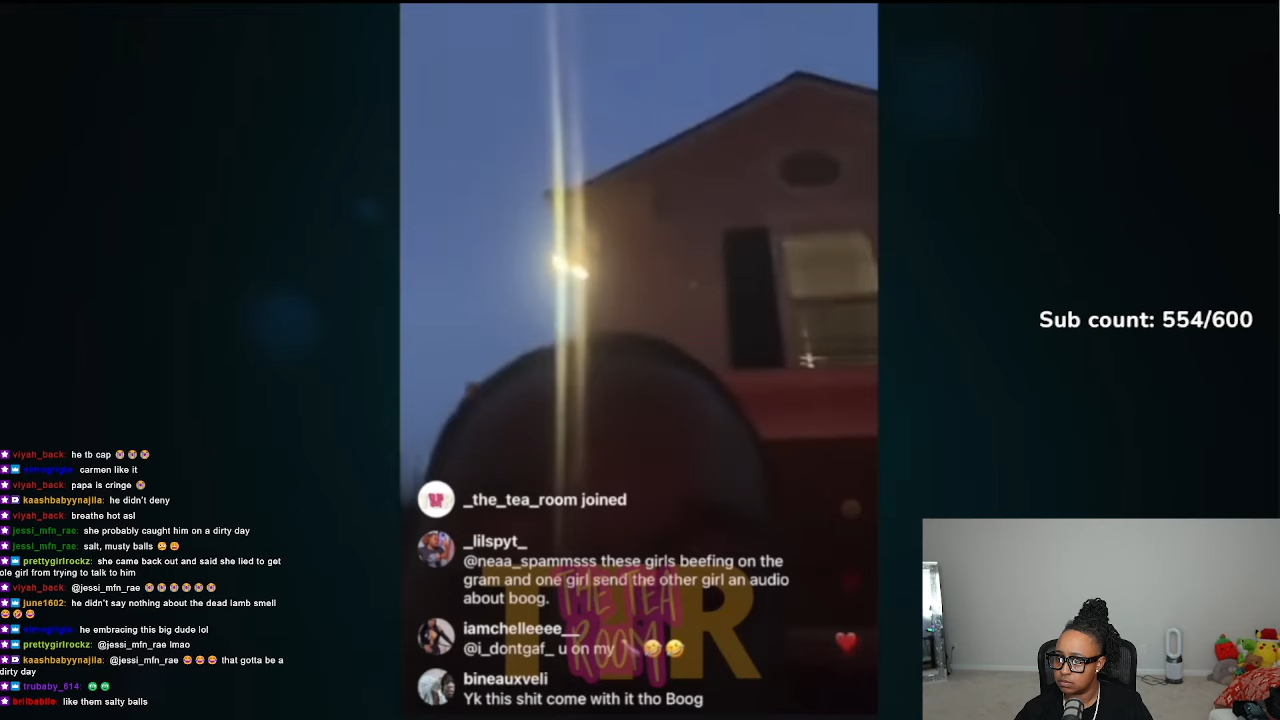 Sub count: 554/600
viyah_back: he tb cap
carmen like it
viyah_back: papa is cringe
kaashbabyynajila: he didn't deny
viyah_back: breathe hot asl
jessi_mfn_rae: she probably caught him on a dirty day
jessi_mfn_rae: salt, musty balls
prettygirlrockz: she came back out and said she lied to get
ole girl from trying to talk to him
viyah_back: @jessi_mfn_rae
june1602: he didn't say nothing about the dead lamb smell
he embracing this big dude lol
prettygirlrockz: @jessi_mfn_rae lmao
kaashbabyynajila: @jessi_mfn_rae 😄 😄 😄 that gotta be a
dirty day
trubaby_614:
like them salty balls
_the_tea_room joined
_lilspyt_
@neaa_spammsss these girls beefing on the
gram and one girl send the other girl an audio
about boog.
iamchelleeee__
@i_dontgaf_ u on my 🤣🤣
bineauxveli
Yk this shit come with it tho Boog
THE TEA
ROOM